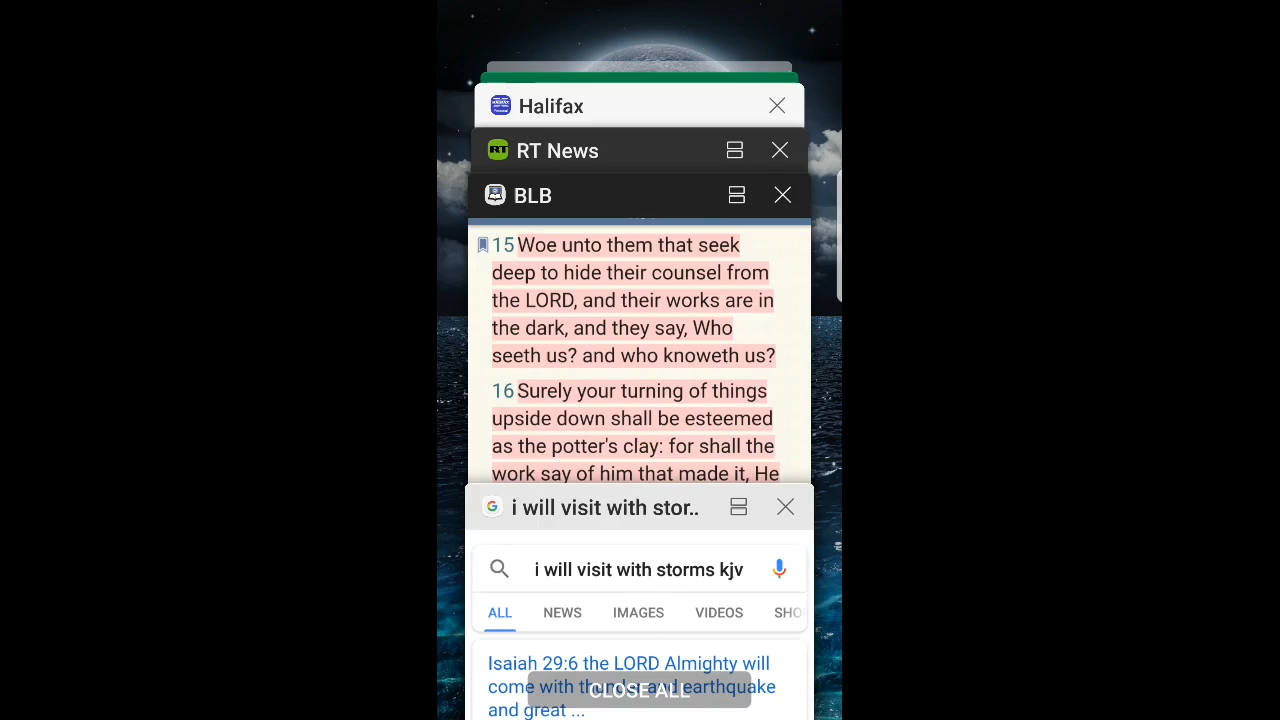 Halifax
RT RT News
BLB
15 Woe unto them that seek
deep to hide their counsel from
the LORD, and their works are in
the dark, and they say, Who
seeth us? and who knoweth us?
16 Surely your turning of things
upside down shall be esteemed
as the potter's clay: for shall the
work say of him that made it, He
i will visit with stor..
i will visit with storms kjv
ALL NEWS IMAGES VIDEOS SHO
Isaiah 29:6 the LORD Almighty will
come with thunder and earthquake
CLOSE ALL
and great ...